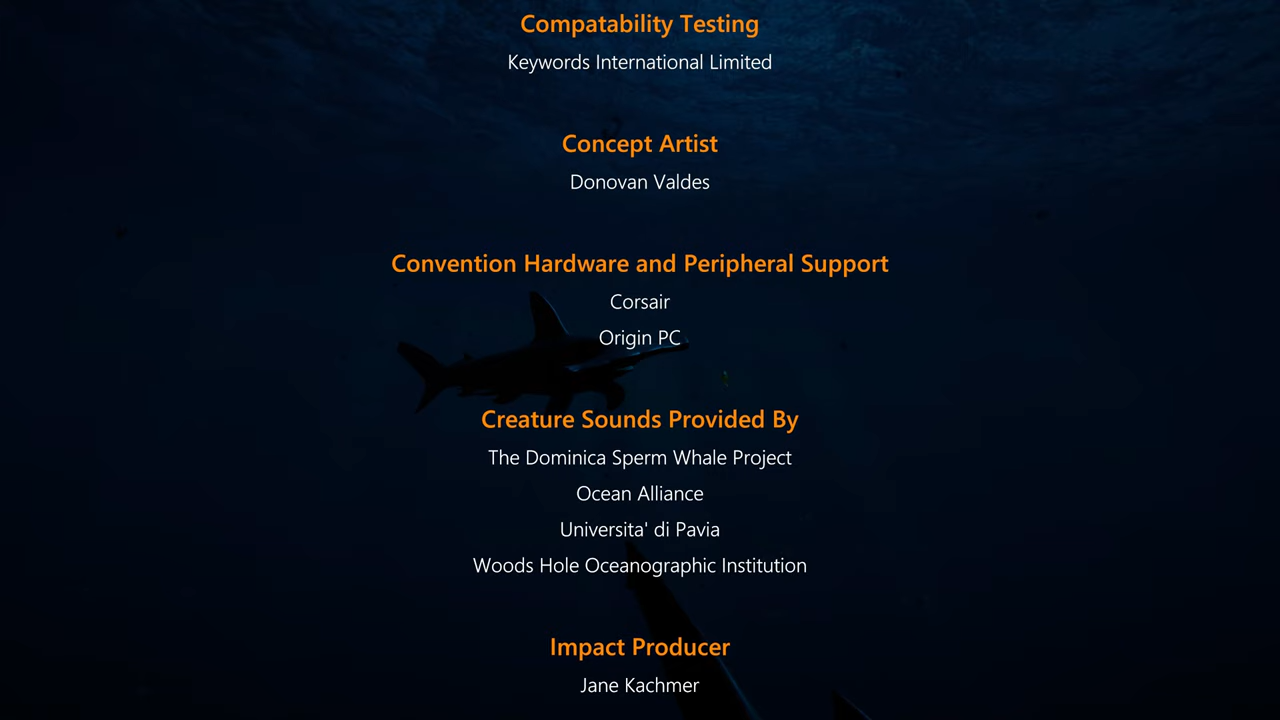 Compatability Testing
Keywords International Limited
Concept Artist
Donovan Valdes
Convention Hardware and Peripheral Support
Corsair
Origin PC
Creature Sounds Provided By
The Dominica Sperm Whale Project
Ocean Alliance
Universita' di Pavia
Woods Hole Oceanographic Institution
Impact Producer
Jane Kachmer